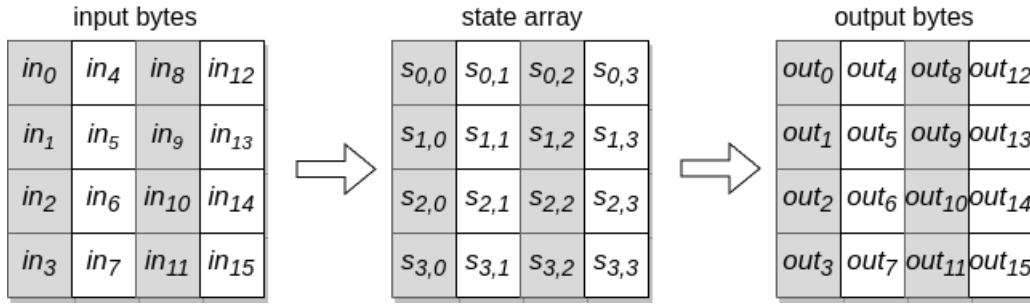 input bytes state array output bytes
in0 in4 in8 in12 s0,0 s0,1 s0,2 s0,3 out0 out4 out8 out12
in1 in5 in9 in13 s1,0 s1,1 s1,2 s1,3 out1 out5 out9 out13
in2 in6 in10 in14 s2,0 s2,1 s2,2 s2,3 out2 out6 out10 out14
in3 in7 in11 in15 s3,0 s3,1 s3,2 s3,3 out3 out7 out11 out15